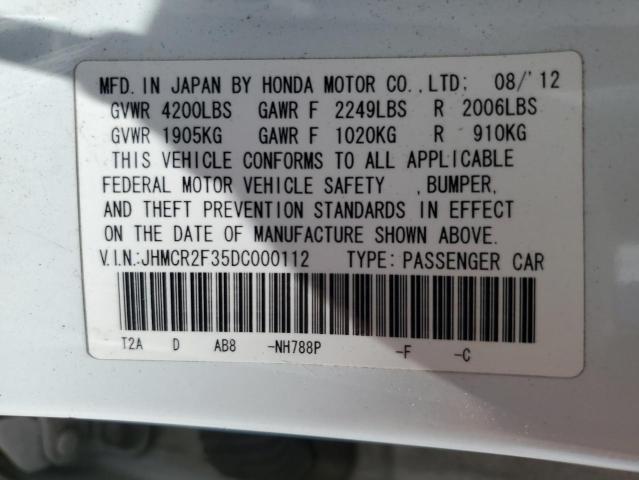 MFD. IN JAPAN BY HONDA MOTOR CO.,LTD; 08/'12
GVWR 4200LBS GAWR F 2249LBS R 2006LBS
GVWR 1905KG GAWR F 1020KG R 910KG
THIS VEHICLE CONFORMS TO ALL APPLICABLE
FEDERAL MOTOR VEHICLE SAFETY , BUMPER,
AND THEFT PREVENTION STANDARDS IN EFFECT
ON THE DATE OF MANUFACTURE SHOWN ABOVE.
V.I.N.:JHMCR2F35DC000112 TYPE: PASSENGER CAR
T2A D AB8 -NH788P -F -C